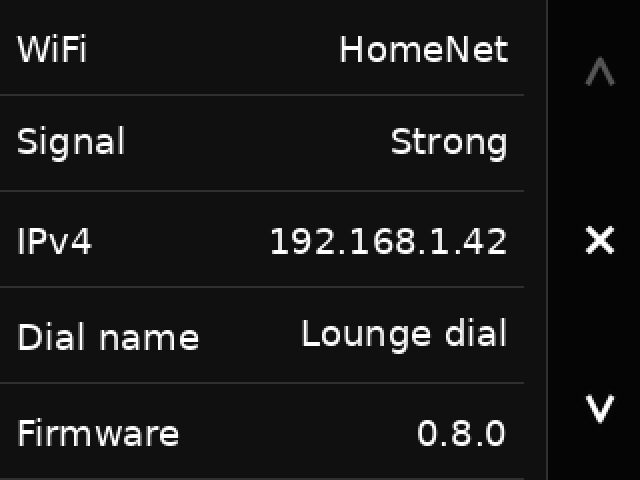 WiFi HomeNet
Signal Strong
IPv4 192.168.1.42
Dial name Lounge dial
Firmware 0.8.0